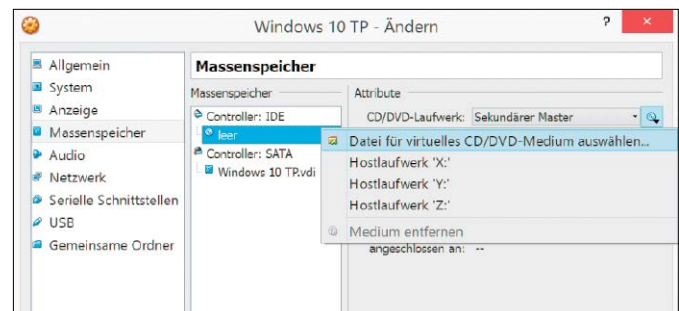 Windows 10 TP - Ändern
?
×
Allgemein
System
Anzeige
Massenspeicher
Audio
Netzwerk
Serielle Schnittstellen
USB
Gemeinsame Ordner
Massenspeicher
Massenspeicher
Controller: IDE
leer
Controller: SATA
Windows 10 TP.vdi
Attribute
CD/DVD-Laufwerk: Sekundärer Master
Datei für virtuelles CD/DVD-Medium auswählen...
Hostlaufwerk 'X:'
Hostlaufwerk 'Y:'
Hostlaufwerk 'Z:'
Medium entfernen
angeschlossen an: --